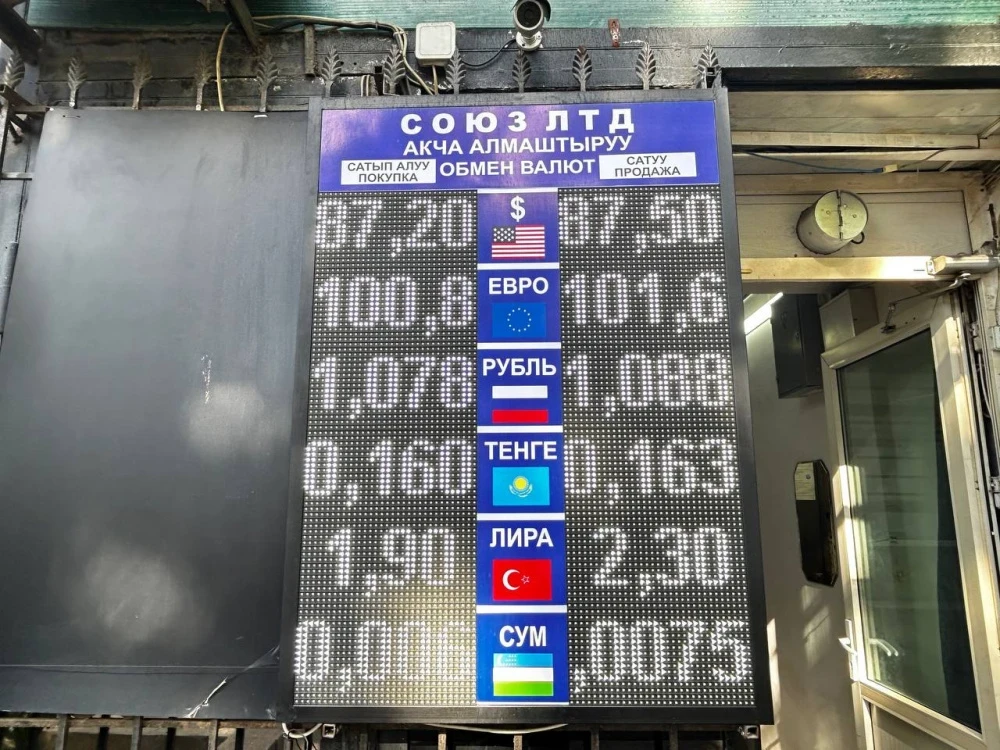 СОЮЗ ЛТД
АКЧА АЛМАШТЫРУУ
САТЫП АЛУУ
ПОКУПКА
ОБМЕН ВАЛЮТ
САТУУ
ПРОДАЖА
87,20 $ 87,50
100,8 ЕВРО 101,6
1,078 РУБЛЬ 1,088
0,160 ТЕНГЕ 0,163
1,90 ЛИРА 2,30
СУМ ,0075